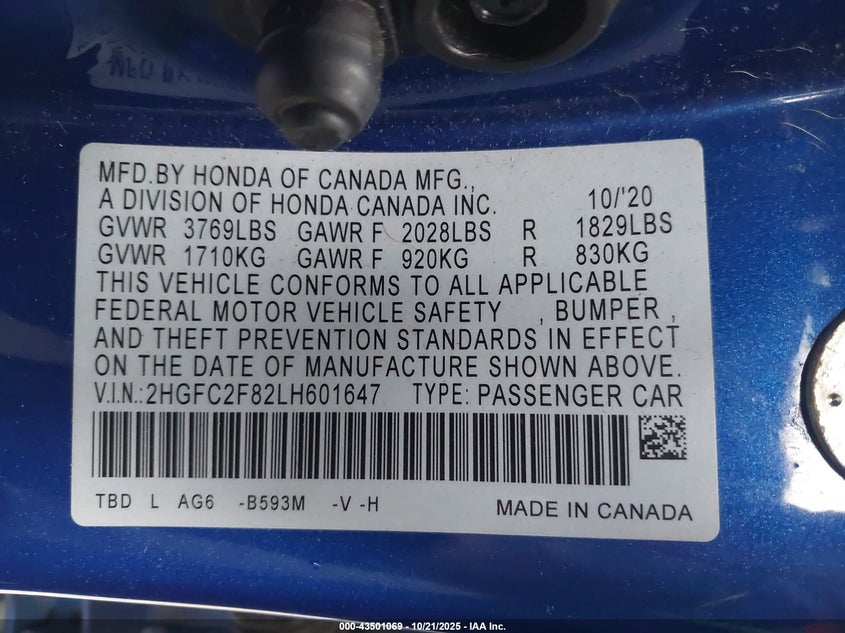 MFD.BY HONDA OF CANADA MFG.,
A DIVISION OF HONDA CANADA INC. 10/'20
GVWR 3769LBS GAWR F 2028LBS R 1829LBS
GVWR 1710KG GAWR F 920KG R 830KG
THIS VEHICLE CONFORMS TO ALL APPLICABLE
FEDERAL MOTOR VEHICLE SAFETY , BUMPER ,
AND THEFT PREVENTION STANDARDS IN EFFECT
ON THE DATE OF MANUFACTURE SHOWN ABOVE.
V.I.N.:2HGFC2F82LH601647 TYPE: PASSENGER CAR
TBD L AG6 -B593M -V -H MADE IN CANADA
000-43501069 - 10/21/2025 - IAA Inc.